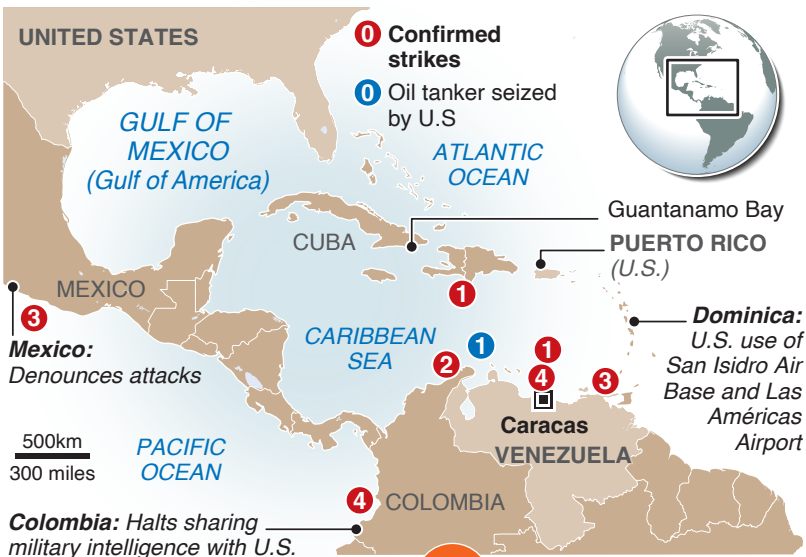 UNITED STATES
0 Confirmed
strikes
0 Oil tanker seized
by U.S
GULF OF
MEXICO
(Gulf of America)
ATLANTIC
OCEAN
Guantanamo Bay
CUBA
PUERTO RICO
(U.S.)
MEXICO
1
3
Mexico:
Denounces attacks
CARIBBEAN
SEA
1
1
2
4
3
Dominica:
U.S. use of
San Isidro Air
Base and Las
Américas
Airport
Caracas
VENEZUELA
500km
300 miles
PACIFIC
OCEAN
4
COLOMBIA
Colombia: Halts sharing
military intelligence with U.S.